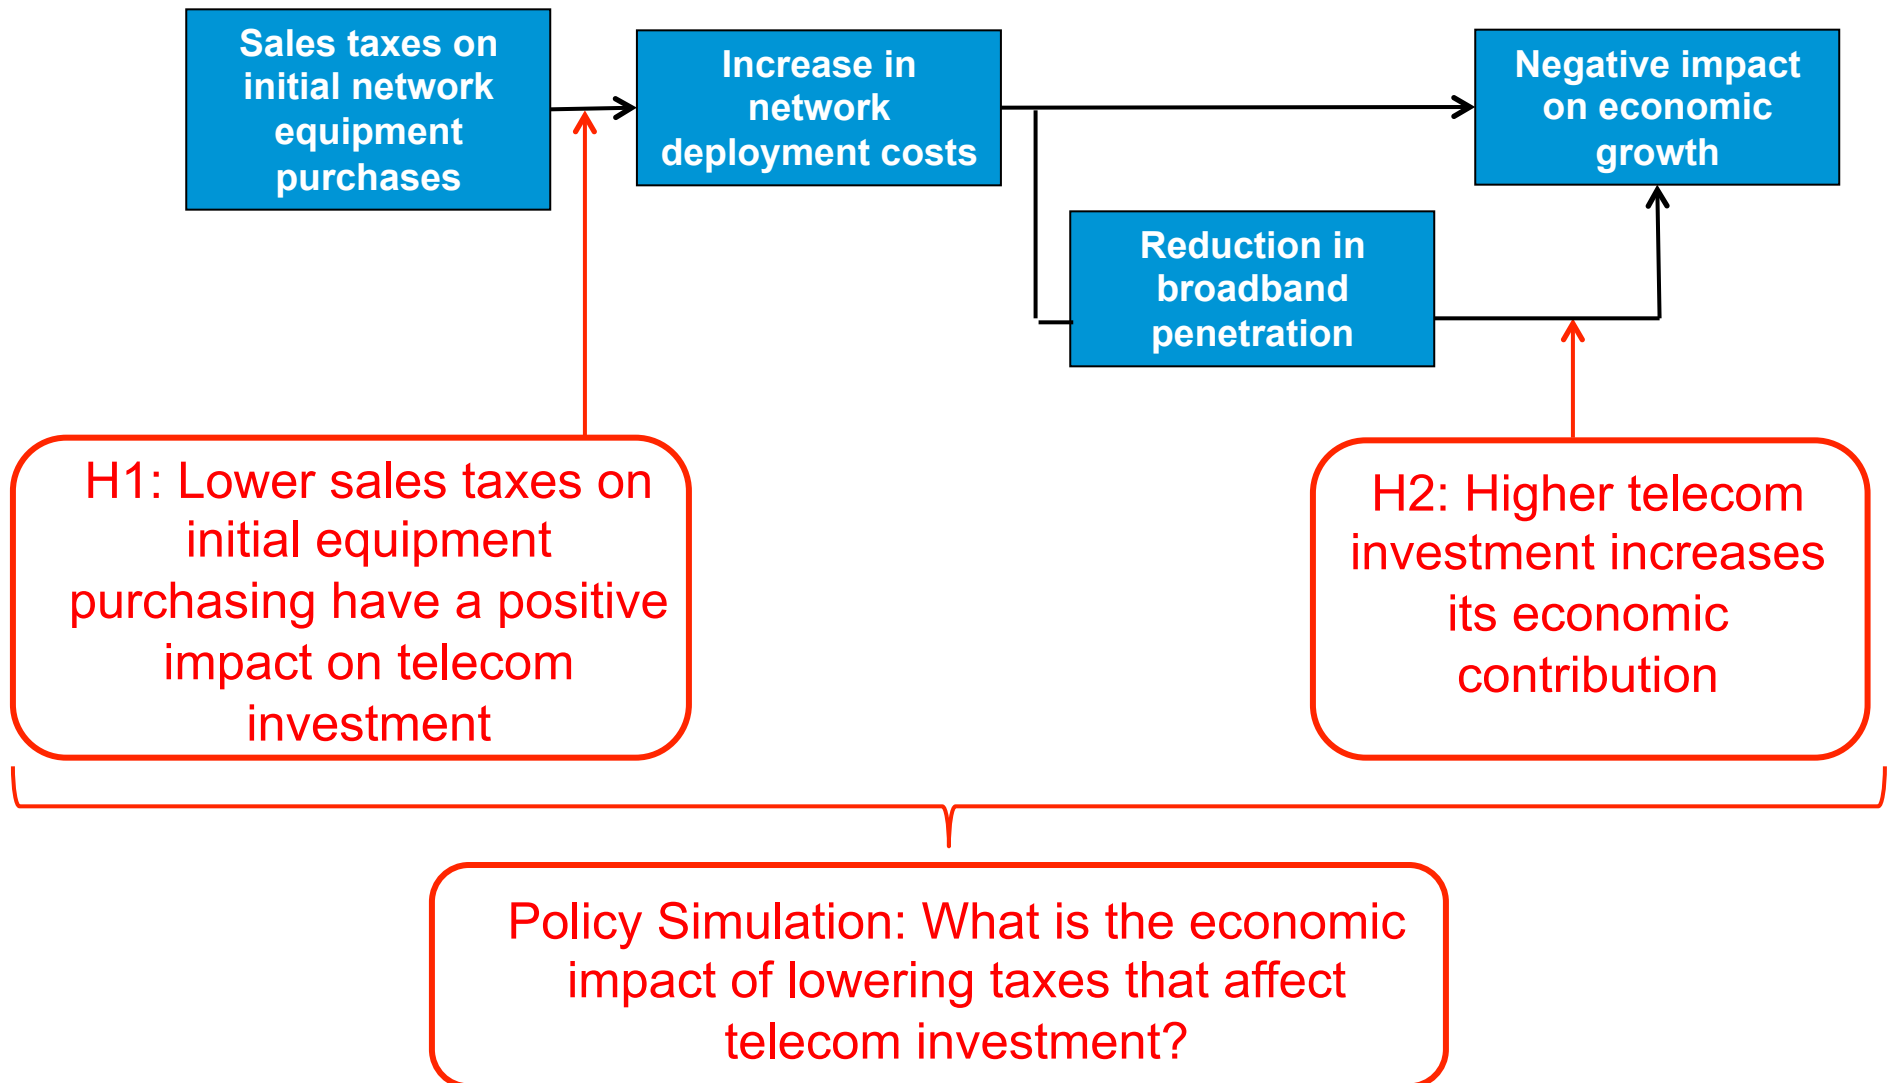 Sales taxes on
initial network
equipment
purchases
Increase in
network
deployment costs
Negative impact
on economic
growth
Reduction in
broadband
penetration
H1: Lower sales taxes on
initial equipment
purchasing have a positive
impact on telecom
investment
H2: Higher telecom
investment increases
its economic
contribution
Policy Simulation: What is the economic
impact of lowering taxes that affect
telecom investment?